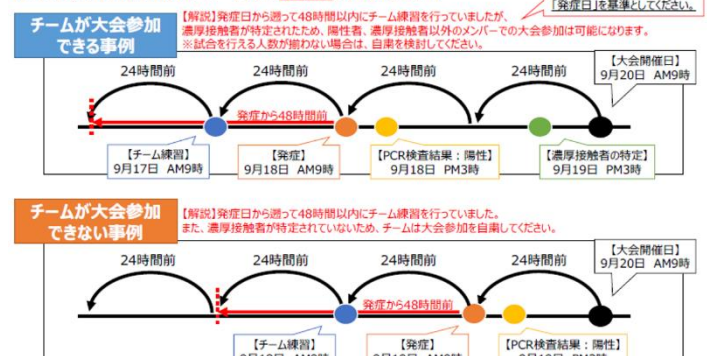 「発症日」を基準としてください。
チームが大会参加
できる事例
【解説】発症日から遡って48時間以内にチーム練習を行っていましたが、
濃厚接触者が特定されたため、陽性者、濃厚接触者以外のメンバーでの大会参加は可能になります。
※試合を行える人数が揃わない場合は、自粛を検討してください。
24時間前
24時間前
24時間前
24時間前
【大会開催日】
9月20日 AM9時
発症から48時間前
【チーム練習】
9月17日 AM9時
【発症】
9月18日 AM9時
【PCR検査結果：陽性】
9月18日 PM3時
【濃厚接触者の特定】
9月19日 PM3時
チームが大会参加
できない事例
【解説】発症日から遡って48時間以内にチーム練習を行っていました。
また、濃厚接触者が特定されていないため、チームは大会参加を自粛してください。
24時間前
24時間前
24時間前
24時間前
【大会開催日】
9月20日 AM9時
発症から48時間前
【チーム練習】
【発症】
【PCR検査結果：陽性】